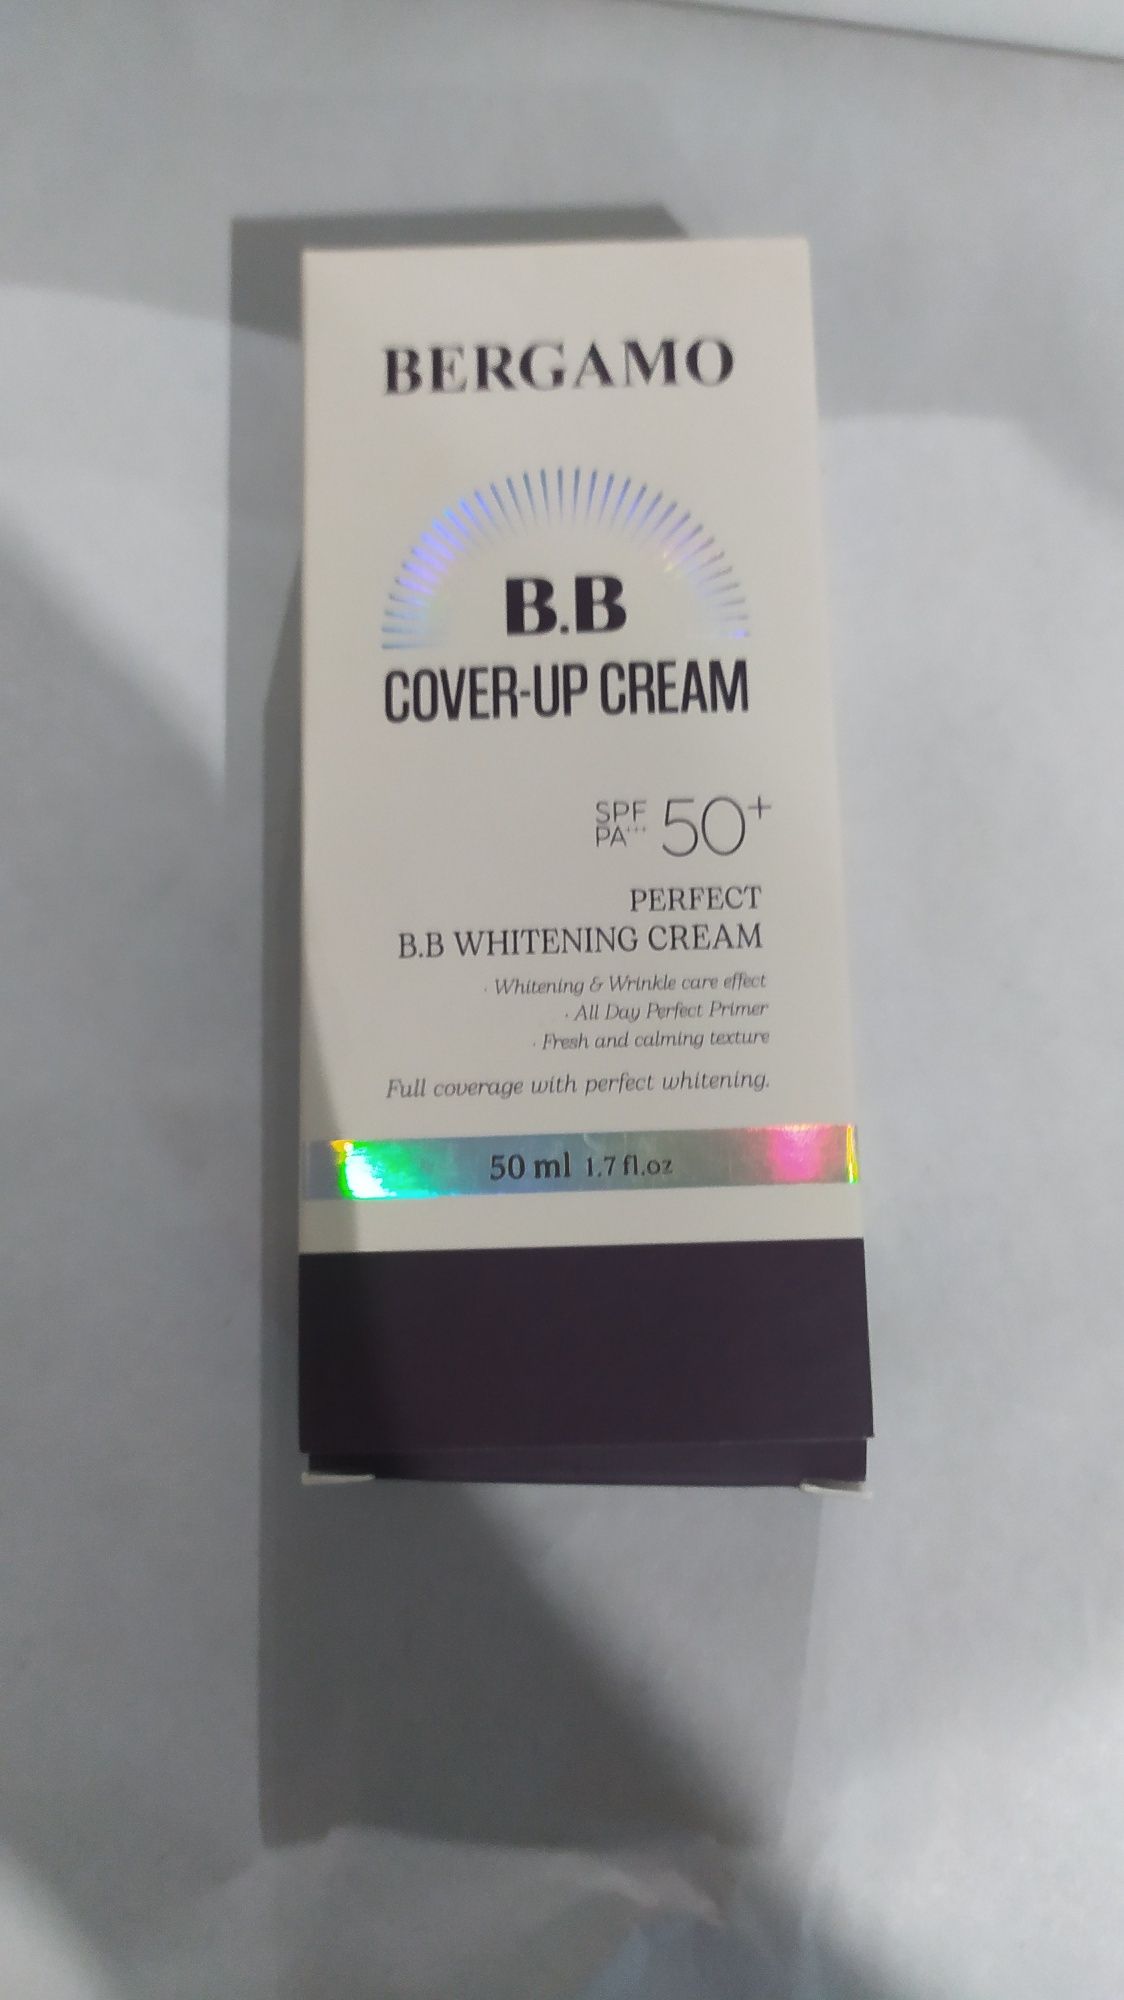 BERGAMO
B.B
COVER-UP CREAM
SPF 50+
PA+++
PERFECT
B.B WHITENING CREAM
· Whitening & Wrinkle care effect
· All Day Perfect Primer
· Fresh and calming texture
Full coverage with perfect whitening.
50 ml 1.7 fl.oz